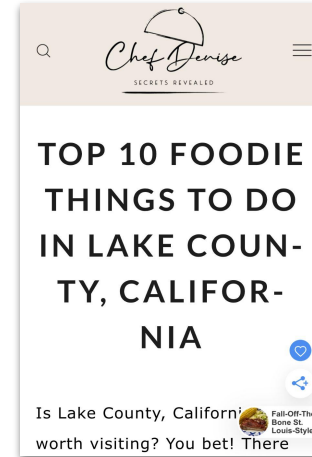 Chef Denise
SECRETS REVEALED
TOP 10 FOODIE
THINGS TO DO
IN LAKE COUN-
TY, CALIFOR-
NIA
Is Lake County, Californi
worth visiting? You bet! There
Fall-Off-The
Bone St.
Louis-Style